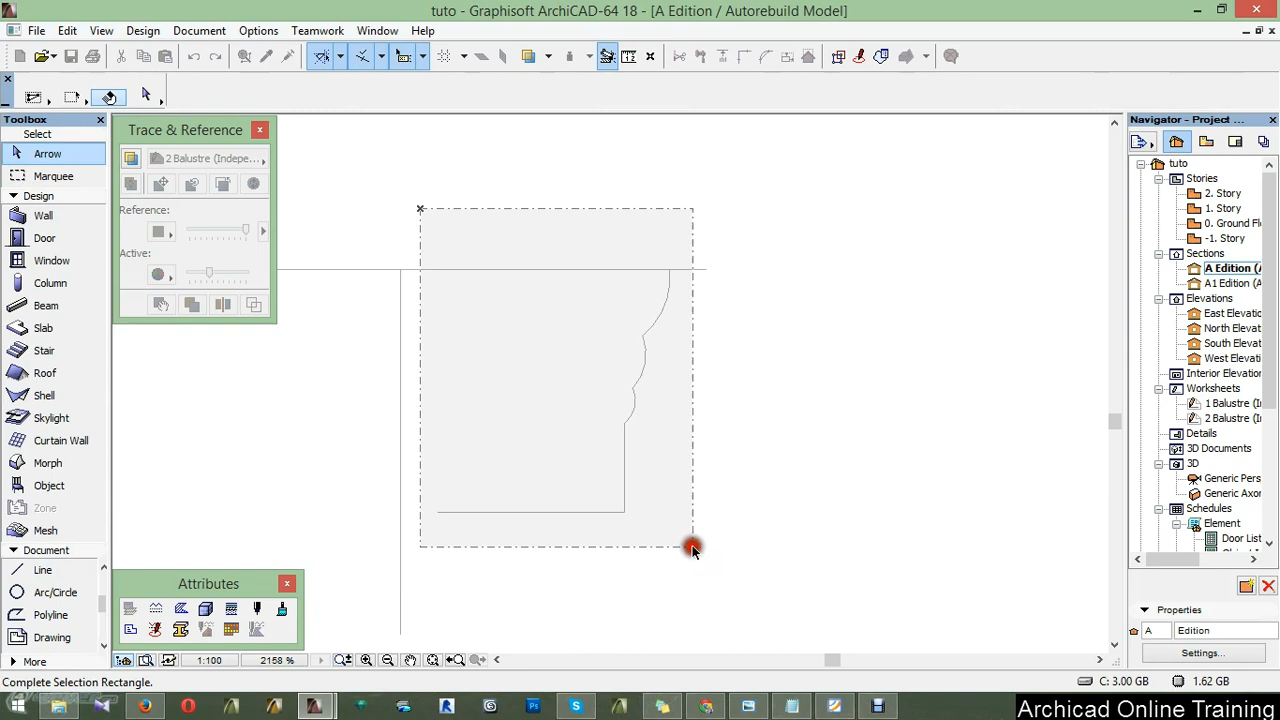 tuto - Graphisoft ArchiCAD-64 18 - [A Edition / Autorebuild Model]
File Edit View Design Document Options Teamwork Window Help
Toolbox
Select
Arrow
Marquee
Design
Wall
Door
Window
Column
Beam
Slab
Stair
Roof
Shell
Skylight
Curtain Wall
Morph
Object
Zone
Mesh
Document
Line
Arc/Circle
Polyline
Drawing
More
Trace & Reference
2 Balustre (Indepe...
Reference:
Active:
Attributes
Navigator - Project ...
tuto
Stories
2. Story
1. Story
0. Ground Fl
-1. Story
Sections
A Edition (A
A1 Edition (A
Elevations
East Elevatio
North Elevat
South Elevati
West Elevati
Interior Elevation
Worksheets
1 Balustre (In
2 Balustre (In
Details
3D Documents
3D
Generic Pers
Generic Axor
Schedules
Element
Door List
Properties
A Edition
Settings...
1:100 2158 %
Complete Selection Rectangle.
C: 3.00 GB 1.62 GB
Archicad Online Training